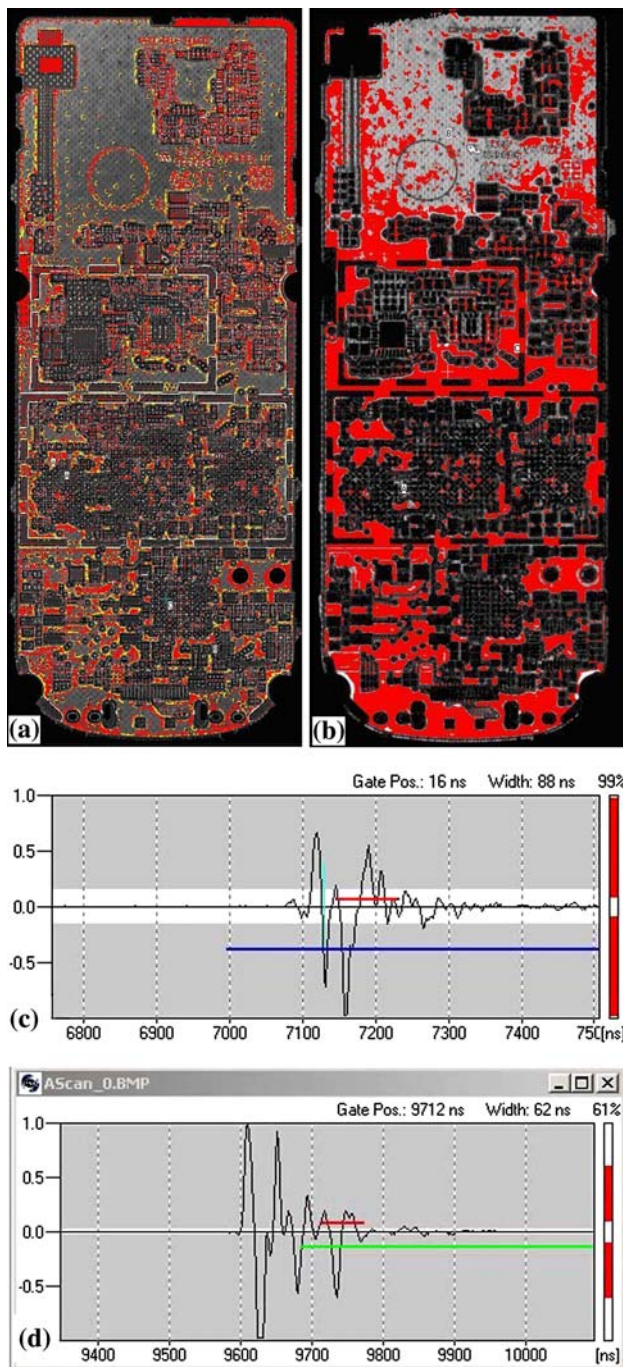 (a)
(b)
Gate Pos.: 16 ns Width: 88 ns 99%
1.0
0.5
0.0
-0.5
6800 6900 7000 7100 7200 7300 7400 750 [ns]
(c)
AScan_0.BMP
Gate Pos.: 9712 ns Width: 62 ns 61%
1.0
0.5
0.0
-0.5
9400 9500 9600 9700 9800 9900 10000 [ns]
(d)